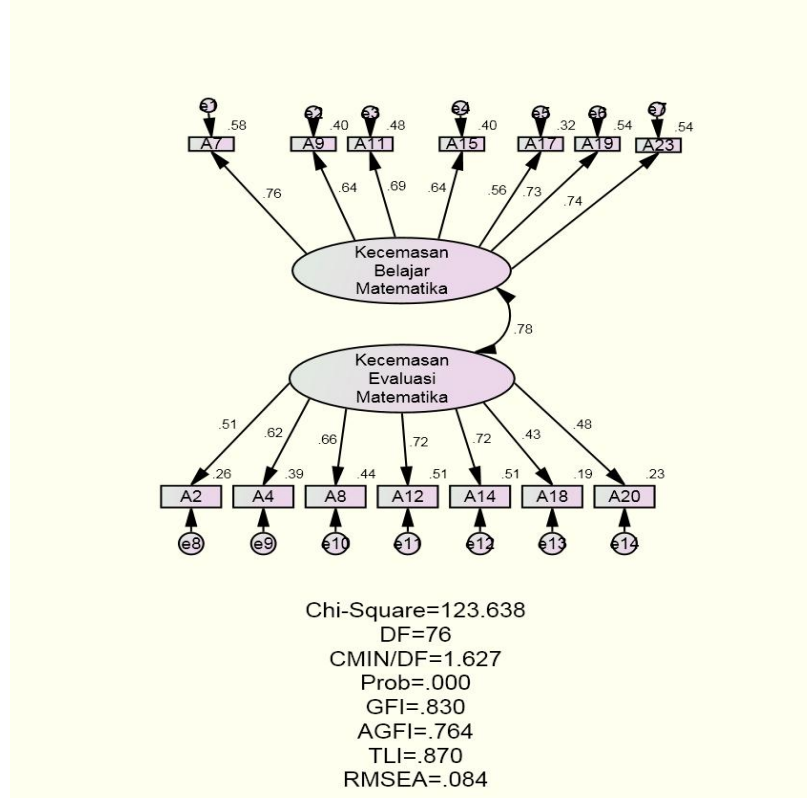 e1 e2 e3 e4 e5 e6 e7
.58 .40 .48 .40 .32 .54 .54
A7 A9 A11 A15 A17 A19 A23
.76 .64 .69 .64 .56 .73 .74
Kecemasan
Belajar
Matematika
.78
Kecemasan
Evaluasi
Matematika
.51 .62 .66 .72 .72 .43 .48
.26 .39 .44 .51 .51 .19 .23
A2 A4 A8 A12 A14 A18 A20
e8 e9 e10 e11 e12 e13 e14
Chi-Square=123.638
DF=76
CMIN/DF=1.627
Prob=.000
GFI=.830
AGFI=.764
TLI=.870
RMSEA=.084